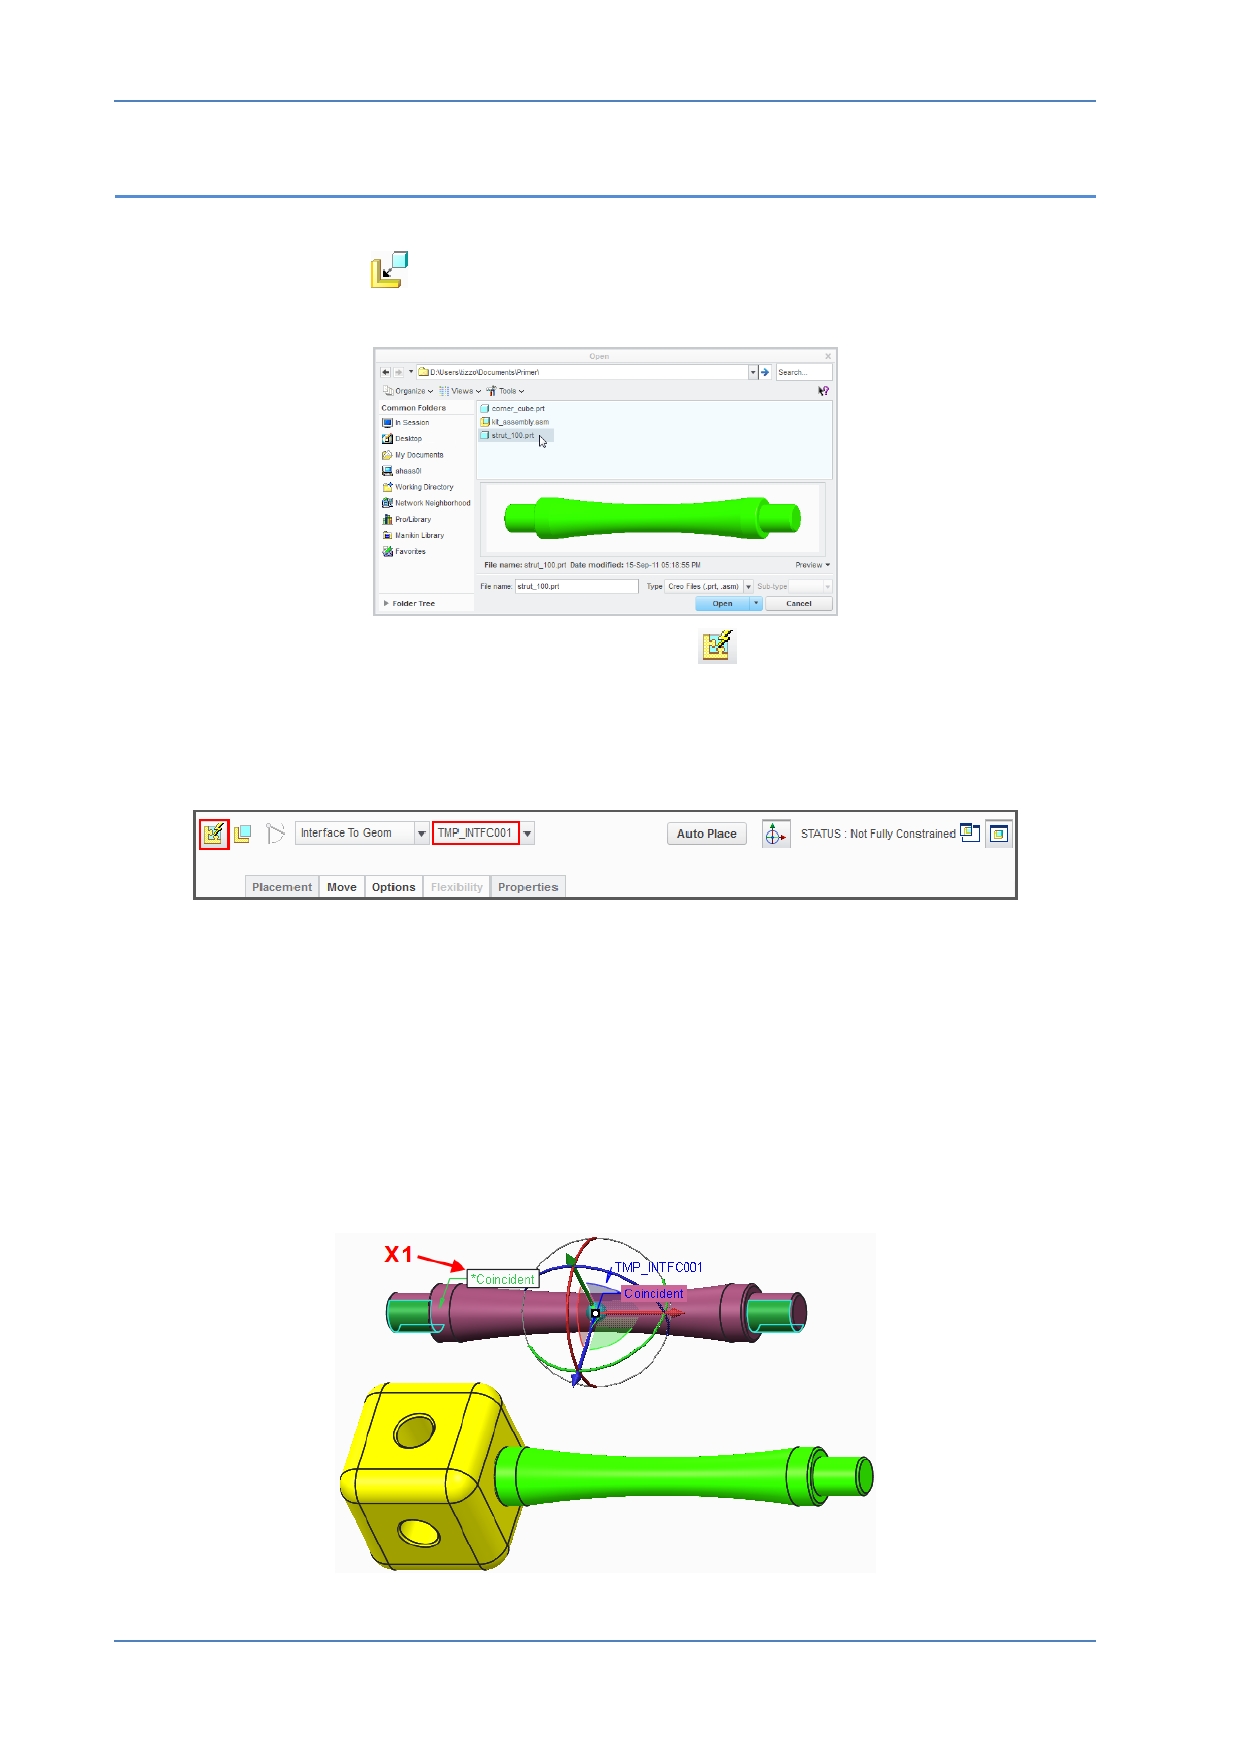 Open
D:\Users\tizzo\Documents\Primer\ Search...
Organize Views Tools
Common Folders
In Session
Desktop
My Documents
ahaas0l
Working Directory
Network Neighborhood
Pro/Library
Manikin Library
Favorites
Folder Tree
corner_cube.prt
kit_assembly.asm
strut_100.prt
File name: strut_100.prt Date modified: 15-Sep-11 05:18:55 PM Preview
File name: strut_100.prt Type Creo Files (.prt, .asm) Sub-type
Open Cancel
Interface To Geom TMP_INTFC001 Auto Place STATUS : Not Fully Constrained
Placement Move Options Flexibility Properties
X1
*Coincident
TMP_INTFC001
Coincident